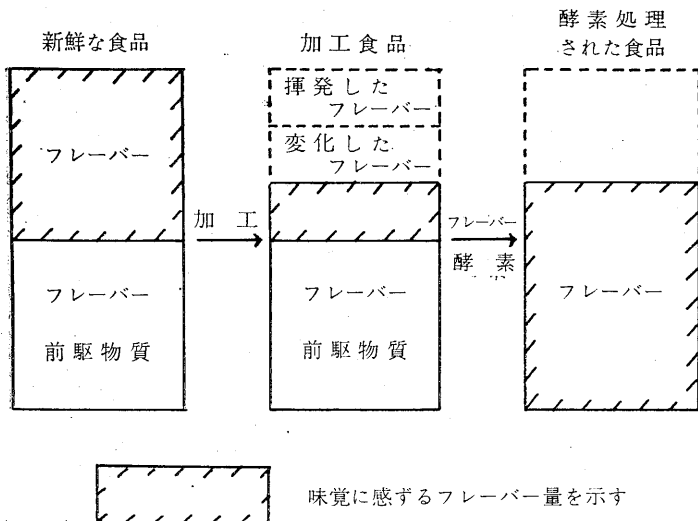 新鮮な食品
フレーバー
フレーバー
前駆物質
加工
加工食品
揮発した
フレーバー
変化した
フレーバー
フレーバー
前駆物質
フレーバー
酵素
酵素処理
された食品
フレーバー
味覚に感ずるフレーバー量を示す